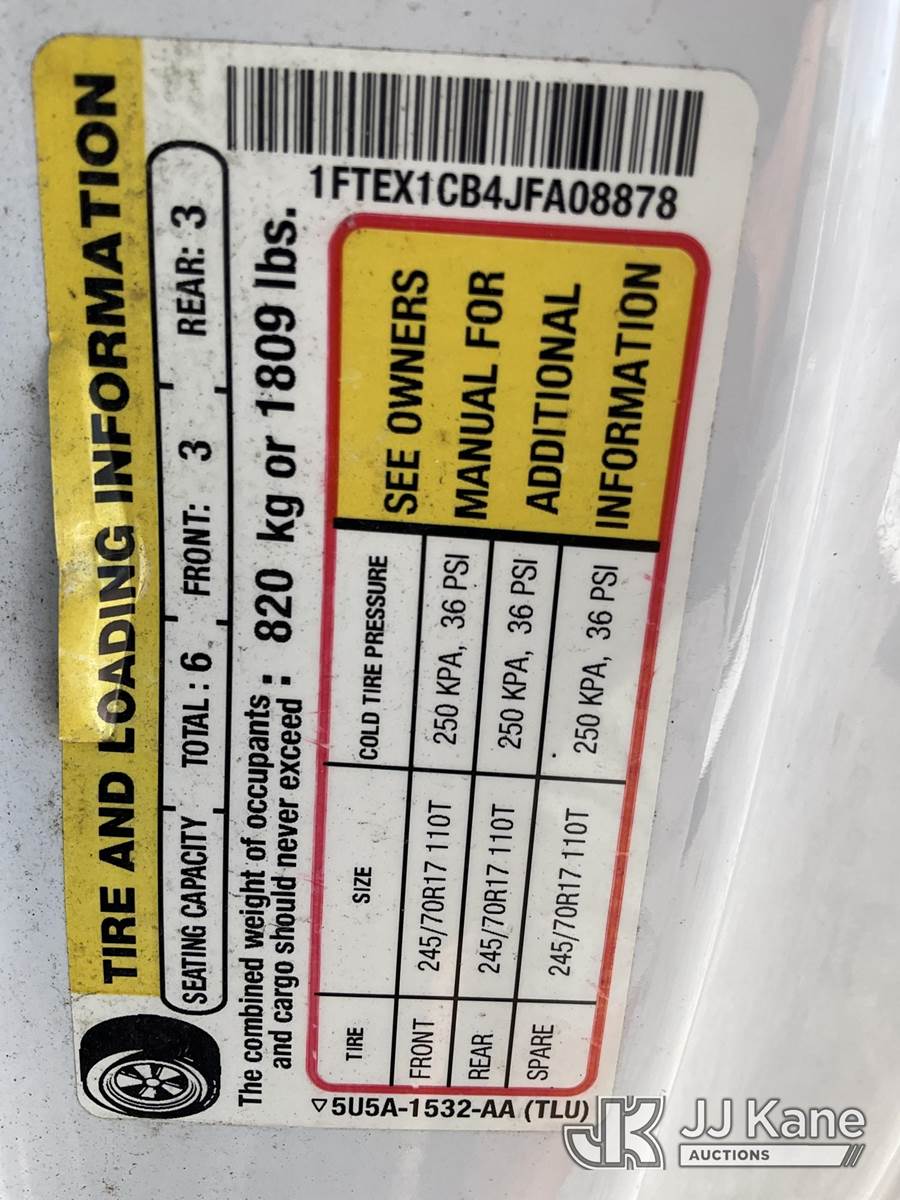 TIRE AND LOADING INFORMATION
SEATING CAPACITY TOTAL : 6 FRONT: 3 REAR: 3
The combined weight of occupants
and cargo should never exceed : 820 kg or 1809 lbs.
1FTEX1CB4JFA08878
TIRE SIZE COLD TIRE PRESSURE
FRONT 245/70R17 110T 250 KPA, 36 PSI
REAR 245/70R17 110T 250 KPA, 36 PSI
SPARE 245/70R17 110T 250 KPA, 36 PSI
SEE OWNERS
MANUAL FOR
ADDITIONAL
INFORMATION
5U5A-1532-AA (TLU)
JK JJ Kane
AUCTIONS